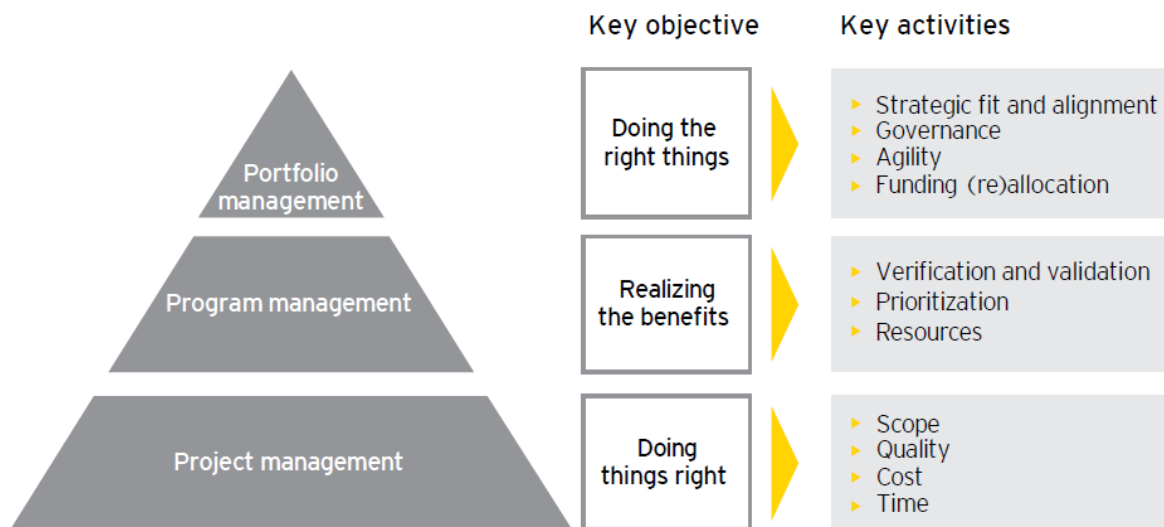 Key objective
Key activities
Portfolio
management
Doing the
right things
Strategic fit and alignment
Governance
Agility
Funding (re)allocation
Program management
Realizing
the benefits
Verification and validation
Prioritization
Resources
Project management
Doing
things right
Scope
Quality
Cost
Time